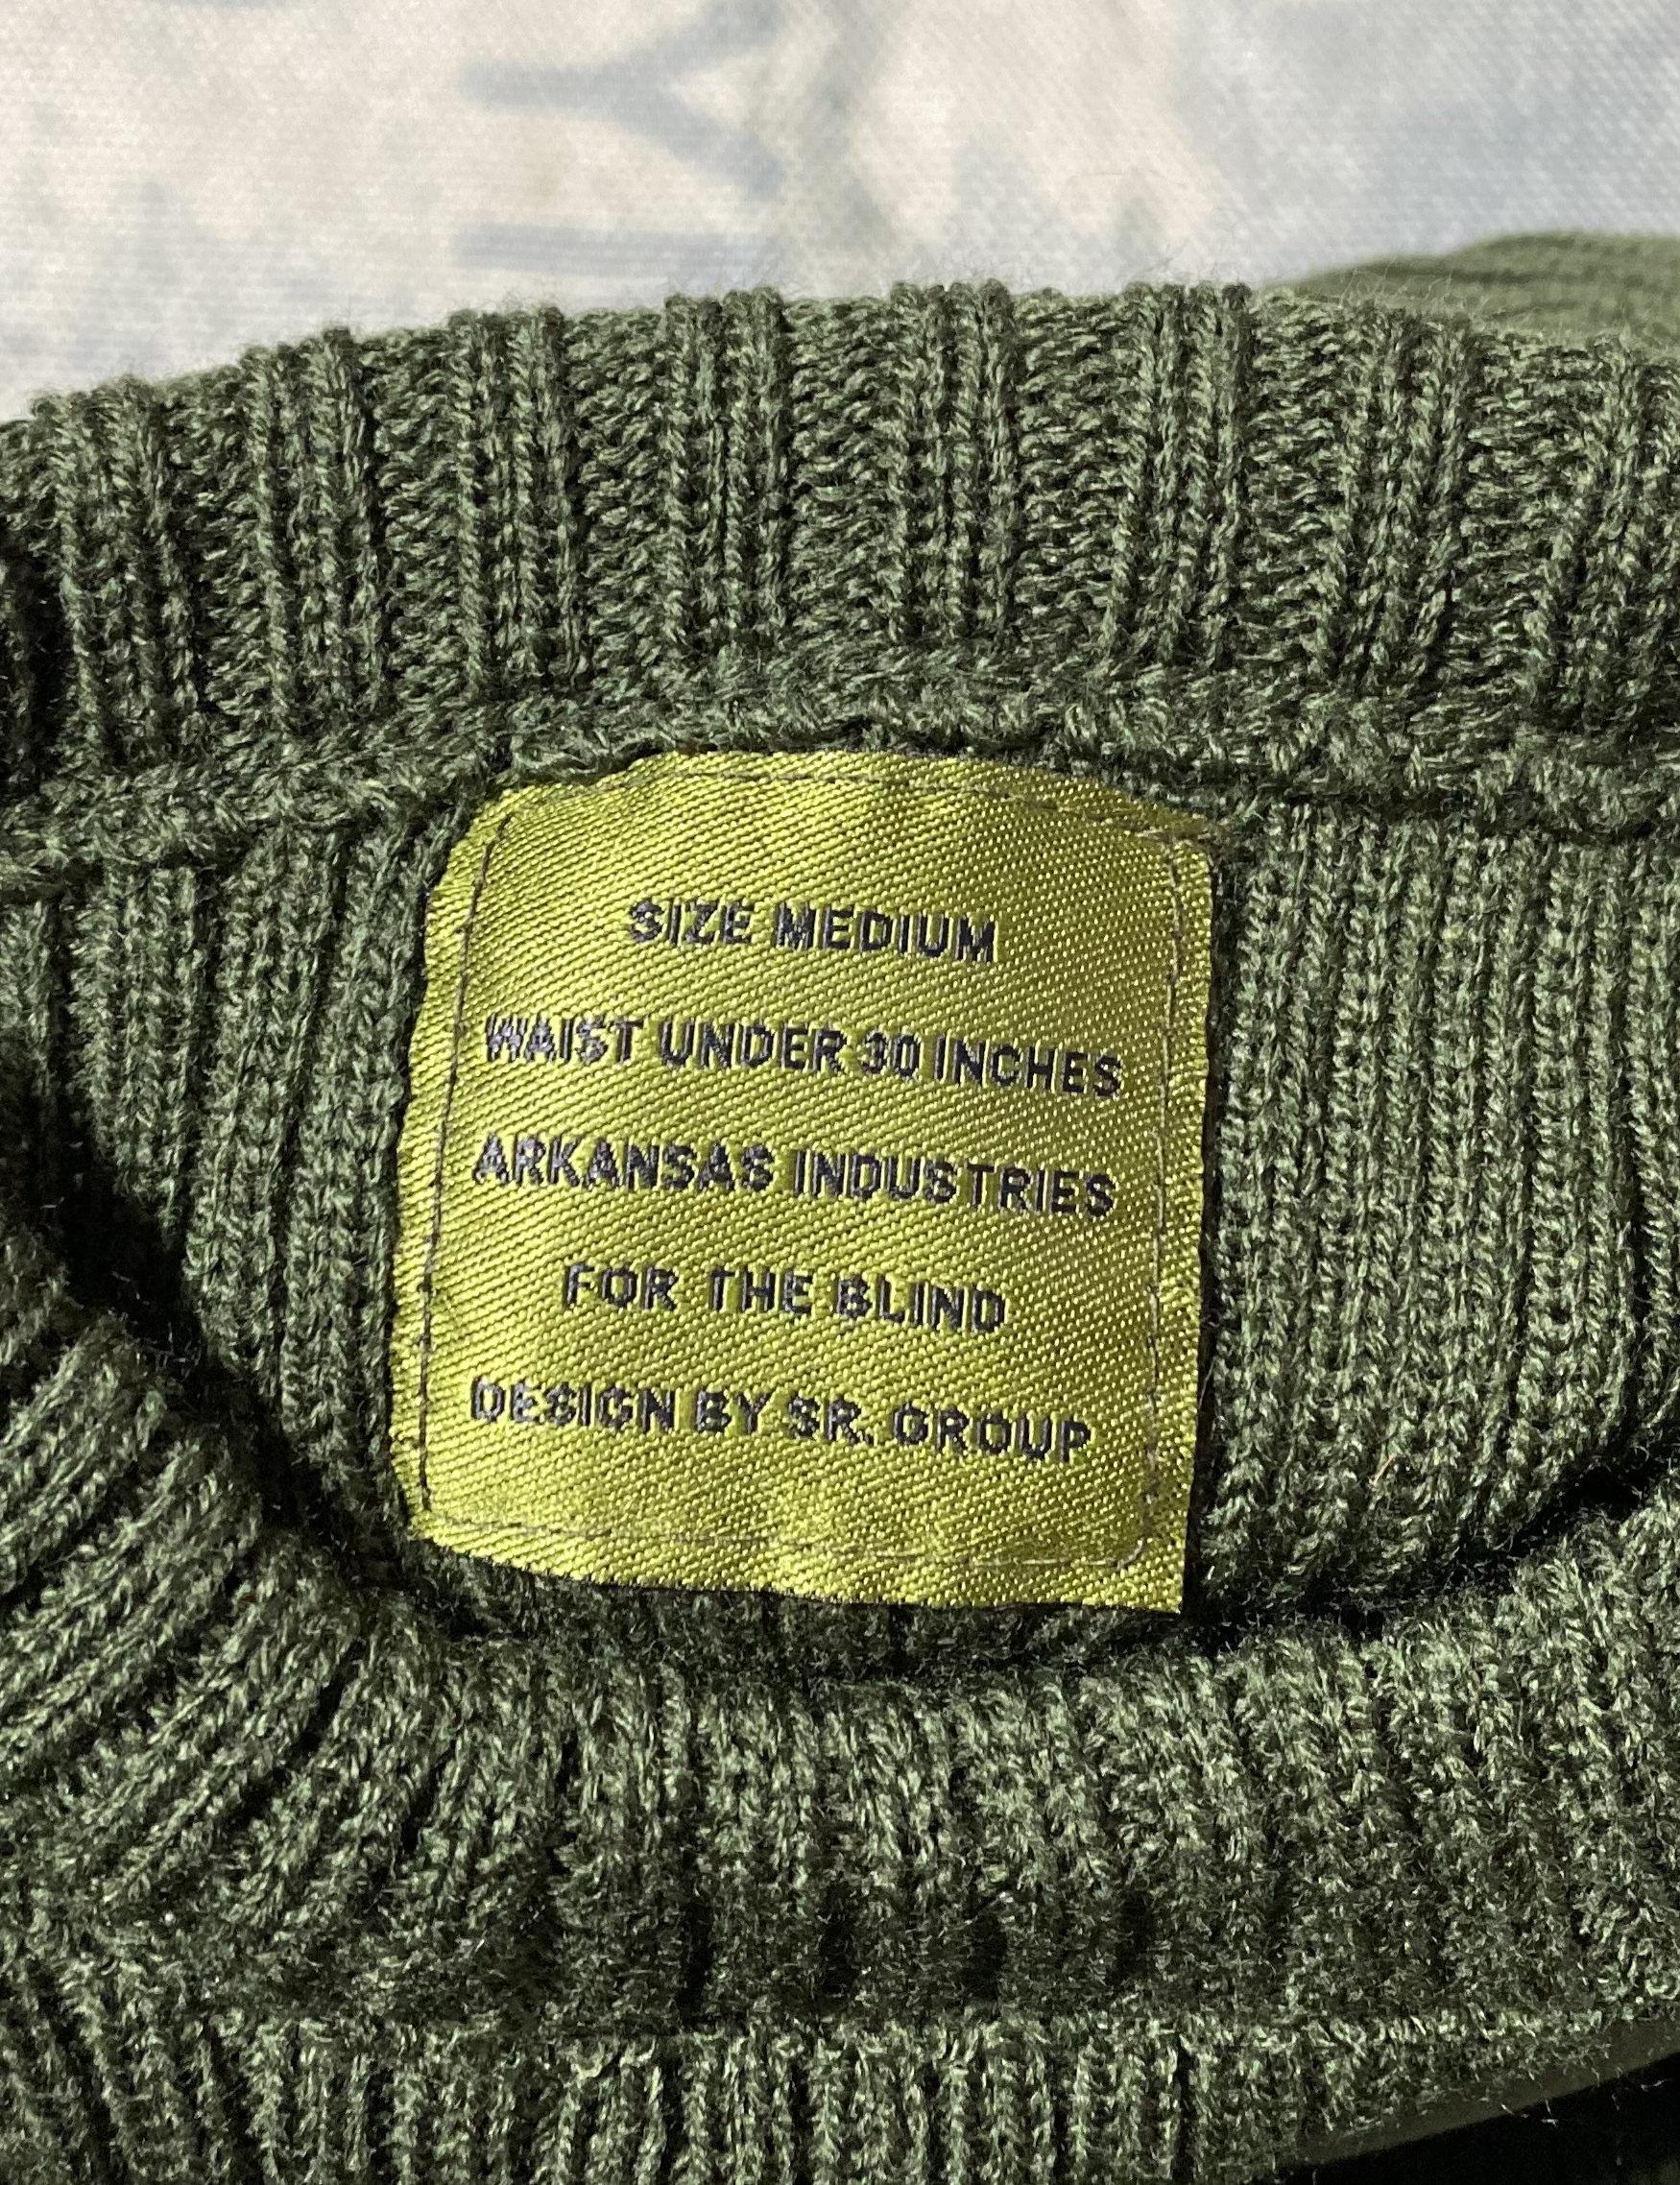 SIZE MEDIUM
WAIST UNDER 30 INCHES
ARKANSAS INDUSTRIES
FOR THE BLIND
DESIGN BY SR. GROUP